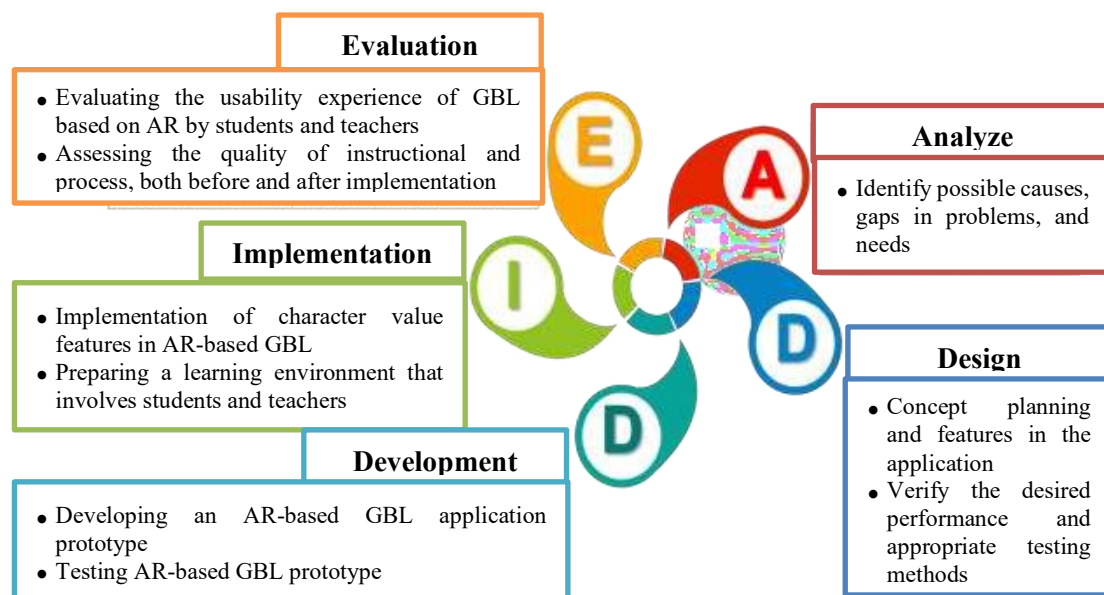 Evaluation
• Evaluating the usability experience of GBL
based on AR by students and teachers
• Assessing the quality of instructional and
process, both before and after implementation
E
A
Analyze
• Identify possible causes,
gaps in problems, and
needs
Implementation
• Implementation of character value
features in AR-based GBL
• Preparing a learning environment that
involves students and teachers
I
D
Design
• Concept planning
and features in the
application
• Verify the desired
performance and
appropriate testing
methods
D
Development
• Developing an AR-based GBL application
prototype
• Testing AR-based GBL prototype